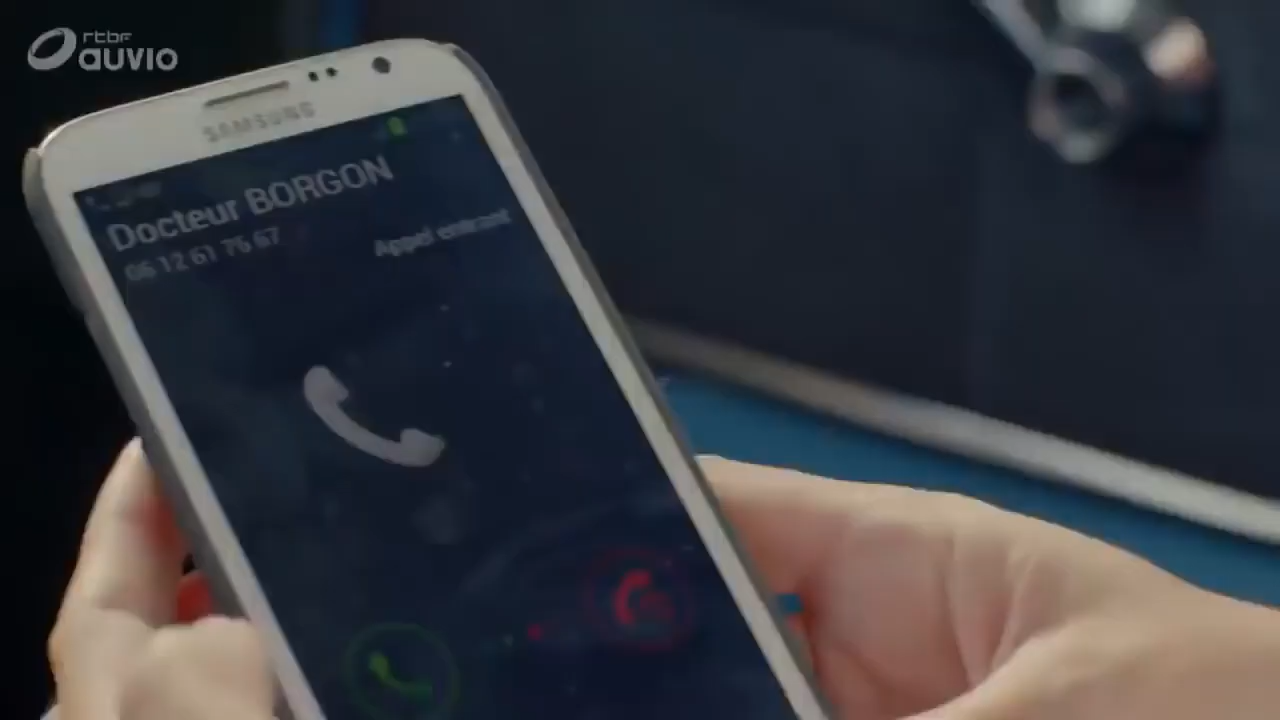 rtbf
auvio
SAMSUNG
Docteur BORGON
06 12 61 76 67
Appel entrant